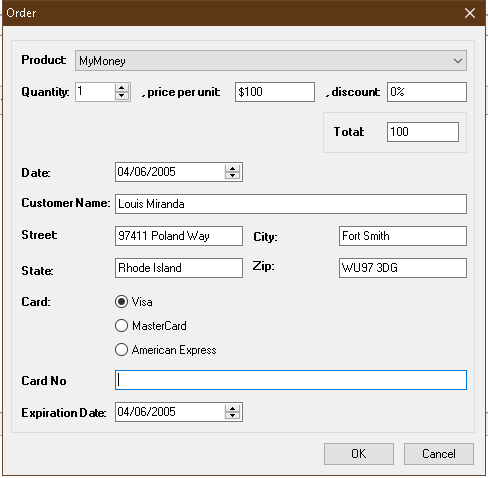 Order
Product: MyMoney
Quantity: 1 , price per unit: $100 , discount: 0%
Total: 100
Date: 04/06/2005
Customer Name: Louis Miranda
Street: 97411 Poland Way City: Fort Smith
State: Rhode Island Zip: WU97 3DG
Card: Visa
MasterCard
American Express
Card No
Expiration Date: 04/06/2005
OK Cancel